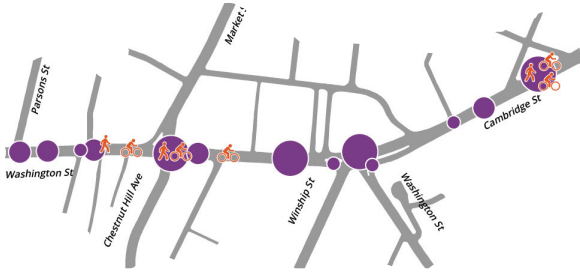 Market S
Parsons St
Cambridge St
Washington St
Chestnut Hill Ave
Winship St
Washington St